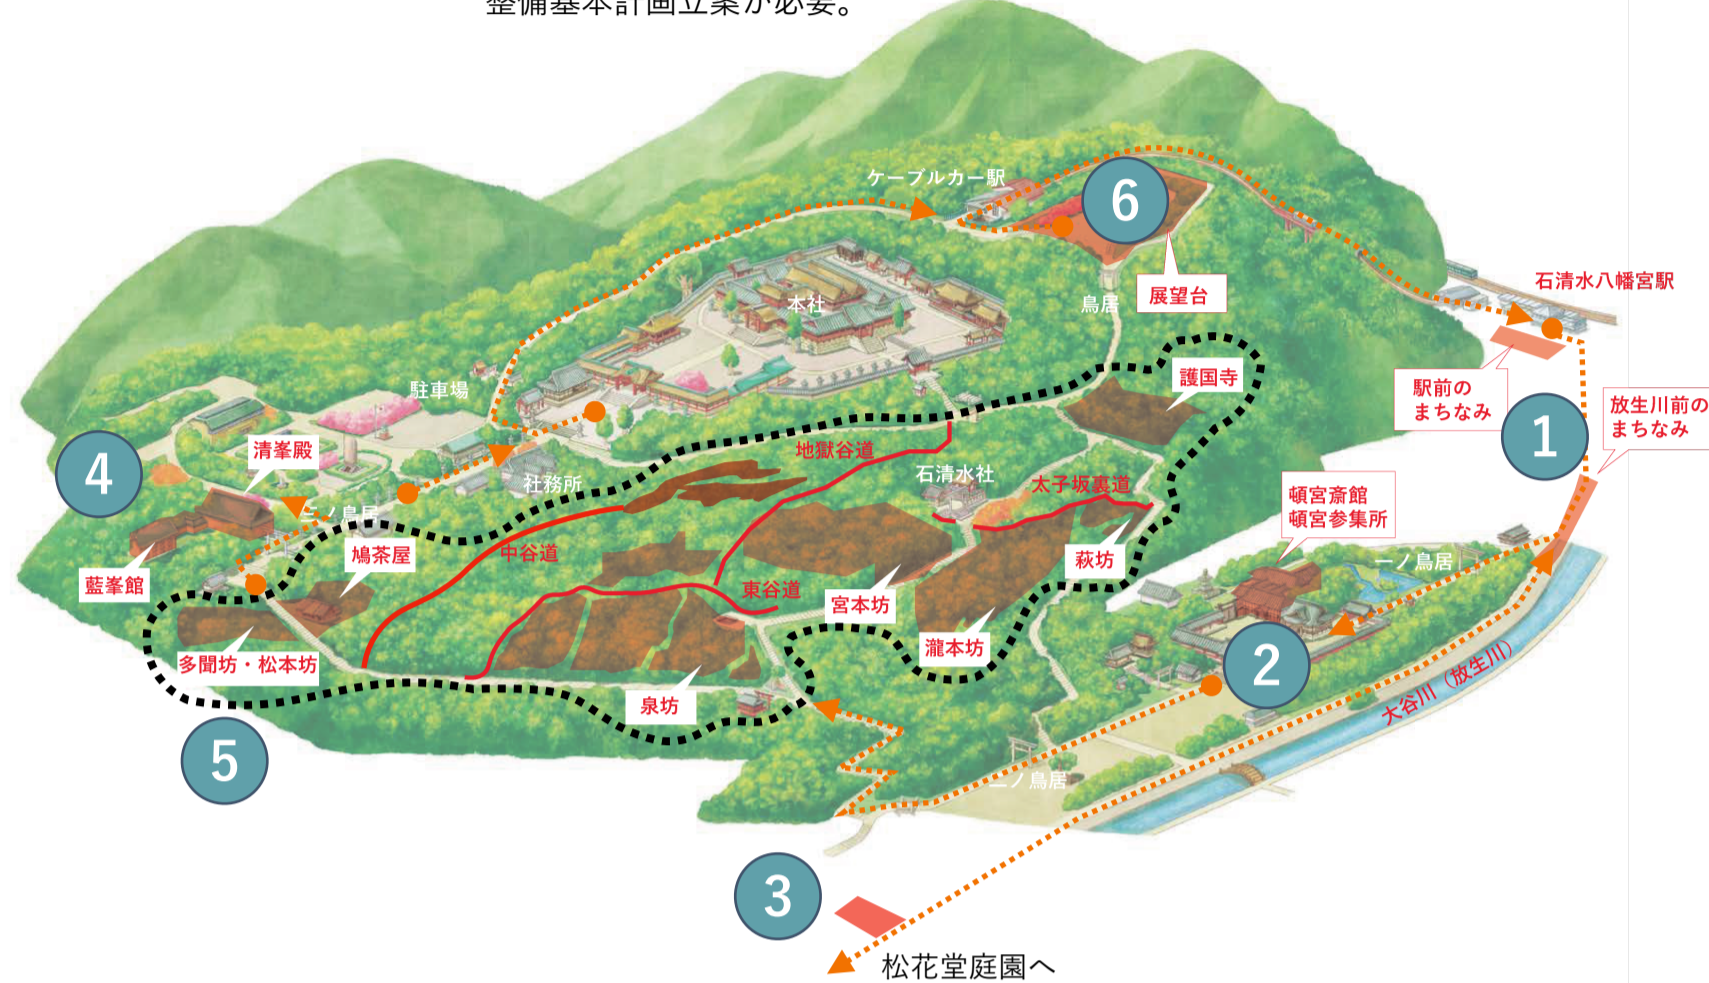 整備基本計画立案が必要。
ケーブルカー駅
6
展望台
鳥居
石清水八幡宮駅
本社
駅前の
まちなみ
1
放生川前の
まちなみ
護国寺
駐車場
清峯殿
4
地獄谷道
社務所
石清水社
太子坂裏道
頓宮斎館
頓宮参集所
三ノ鳥居
鳩茶屋
中谷道
萩坊
一ノ鳥居
藍峯館
東谷道
宮本坊
瀧本坊
多聞坊・松本坊
2
泉坊
大谷川（放生川）
5
二ノ鳥居
3
松花堂庭園へ